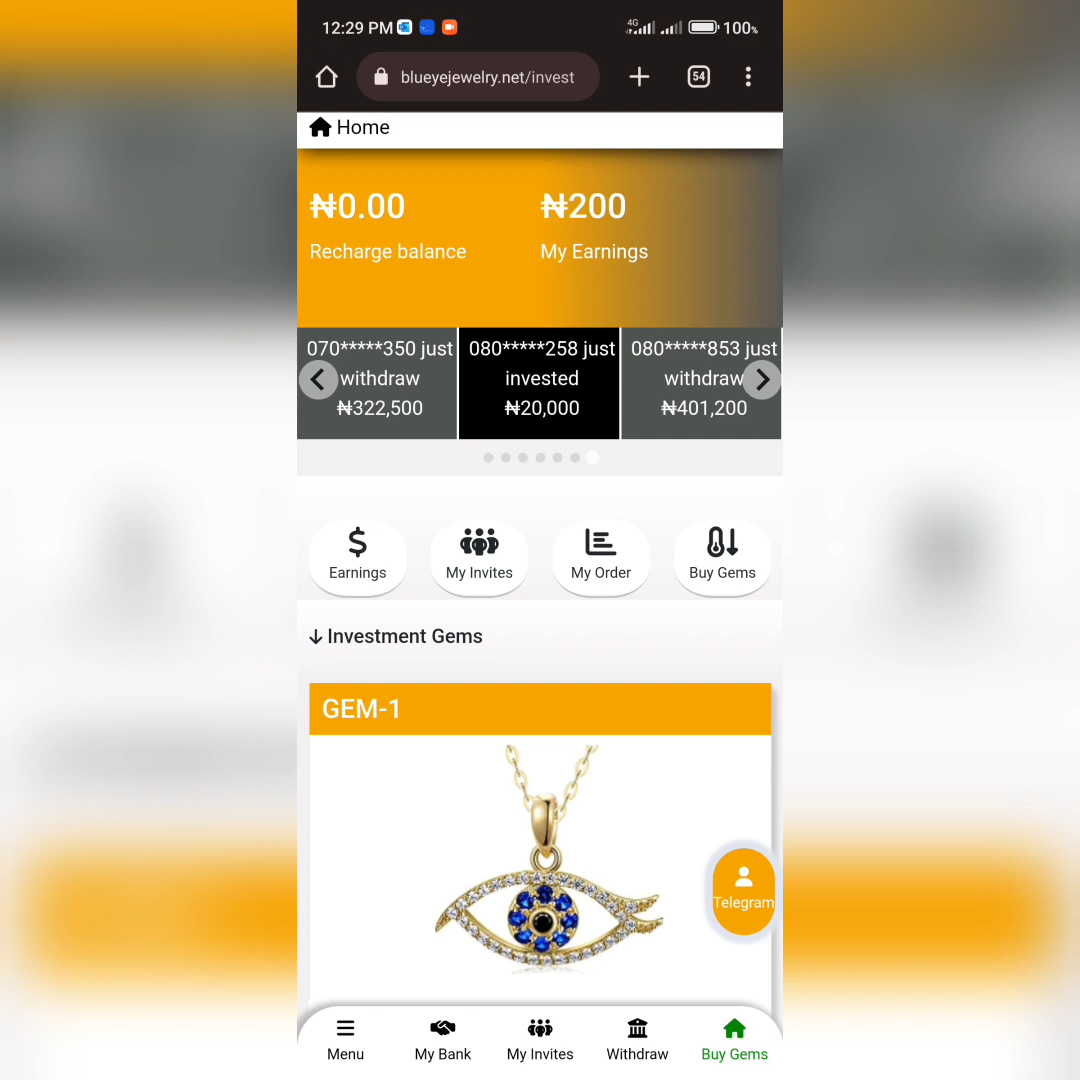 12:29 PM 4G 100%
blueyejewelry.net/invest 54
Home
₦0.00 ₦200
Recharge balance My Earnings
070*****350 just
withdraw
₦322,500
080*****258 just
invested
₦20,000
080*****853 just
withdraw
₦401,200
Earnings My Invites My Order Buy Gems
Investment Gems
GEM-1
Telegram
Menu My Bank My Invites Withdraw Buy Gems